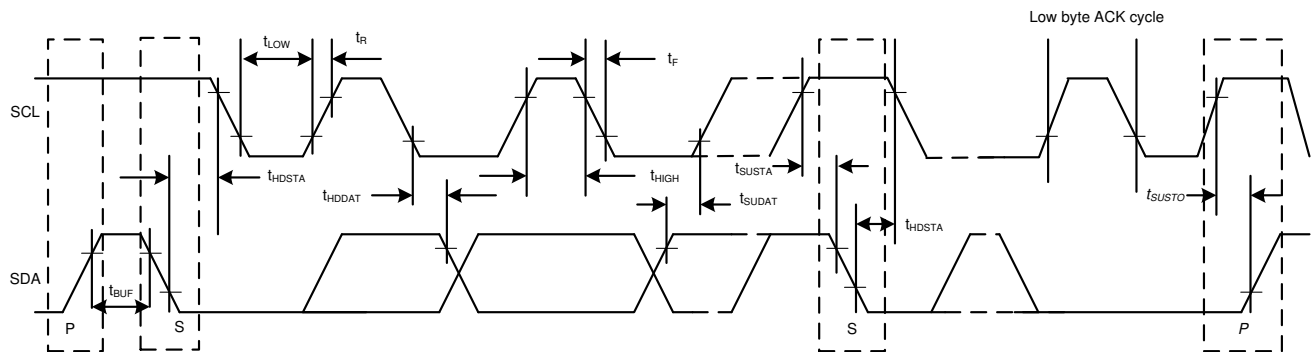 Low byte ACK cycle
tLOW
tR
tF
SCL
tHDSTA
tHDDAT
tHIGH
tSUDAT
tSUSTA
tHDSTA
tSUSTO
SDA
tBUF
P
S
S
P